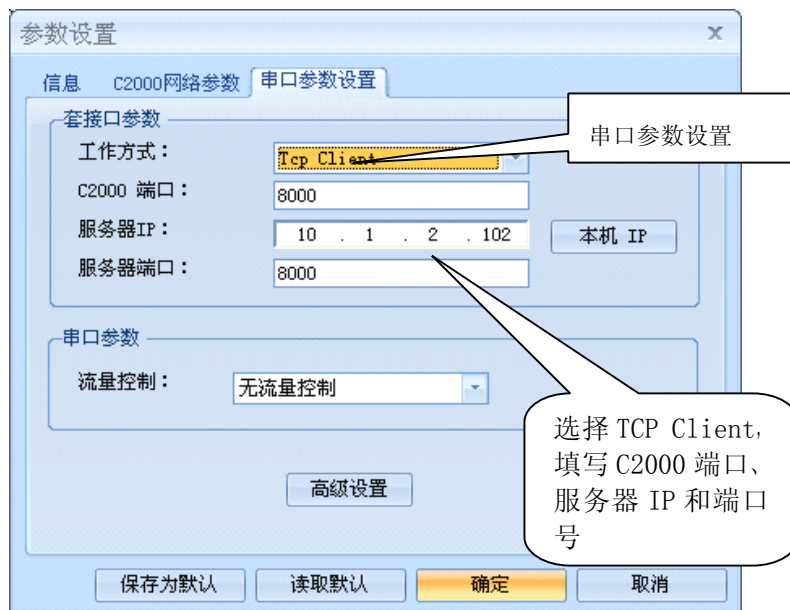 参数设置
信息 C2000网络参数 串口参数设置
套接口参数
串口参数设置
工作方式： Tcp Client
C2000 端口： 8000
服务器IP： 10 . 1 . 2 . 102 本机 IP
服务器端口： 8000
串口参数
流量控制： 无流量控制
选择 TCP Client,
填写 C2000 端口、
服务器 IP 和端口
号
高级设置
保存为默认 读取默认 确定 取消